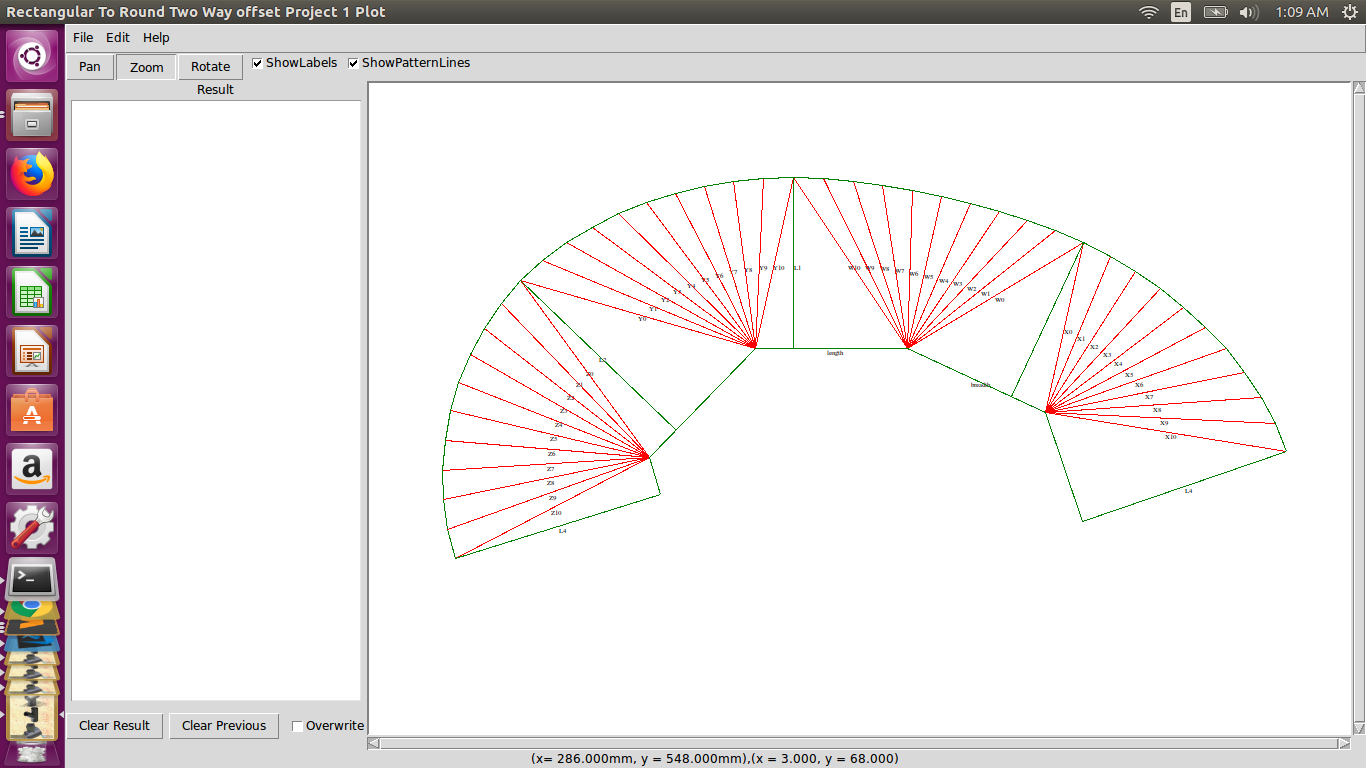 Rectangular To Round Two Way offset Project 1 Plot
En
1:09 AM
File Edit Help
Pan Zoom Rotate ShowLabels ShowPatternLines
Result
Y10 L1
Y9
Y8
Y7
Y6
Y5
Y4
Y3
Y2
Y1
Y0
W10 W9 W8 W7 W6 W5 W4 W3 W2 W1 W0
length
breadth
L2
Z0
Z1
Z2
Z3
Z4
Z5
Z6
Z7
Z8
Z9
Z10
L4
X0
X1
X2
X3
X4
X5
X6
X7
X8
X9
X10
L4
Clear Result Clear Previous Overwrite
(x= 286.000mm, y = 548.000mm),(x = 3.000, y = 68.000)